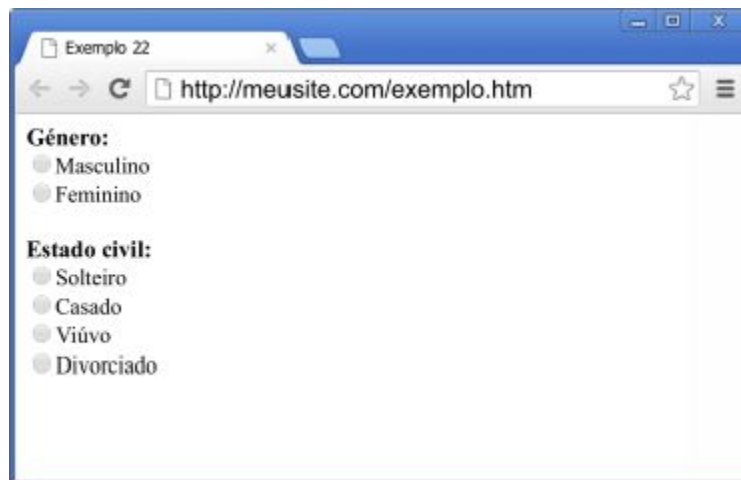 Exemplo 22
http://meusite.com/exemplo.htm
Género:
Masculino
Feminino
Estado civil:
Solteiro
Casado
Viúvo
Divorciado